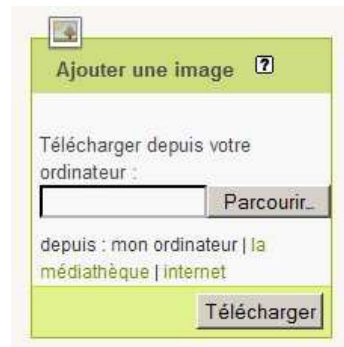 Ajouter une image ?
Télécharger depuis votre
ordinateur :
Parcourir...
depuis : mon ordinateur | la
médiathèque | internet
Télécharger